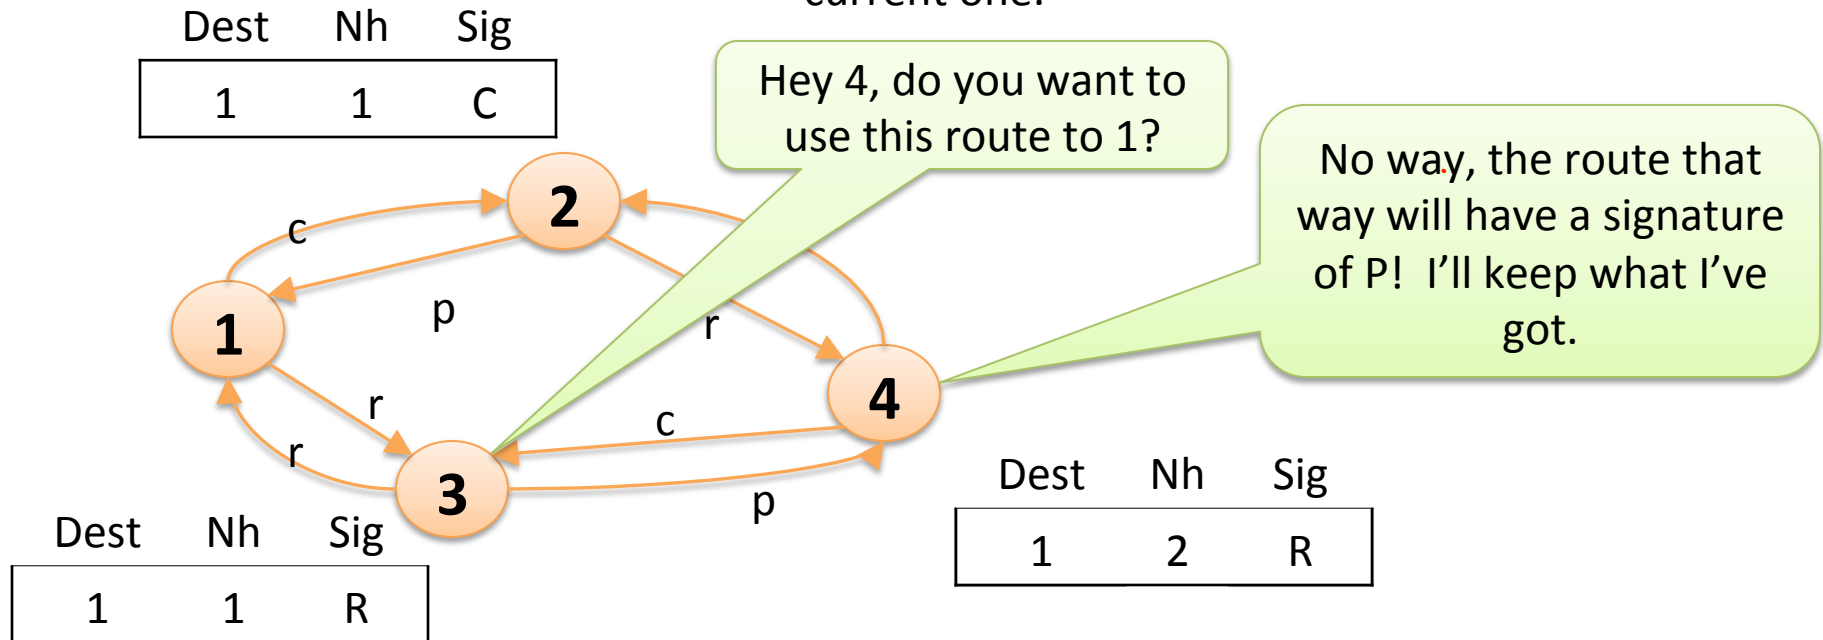 Dest Nh Sig
1 1 C
Hey 4, do you want to
use this route to 1?
No way, the route that
way will have a signature
of P! I'll keep what I've
got.
2
c
p
r
1
r
4
c
r
3
p
Dest Nh Sig
1 2 R
Dest Nh Sig
1 1 R